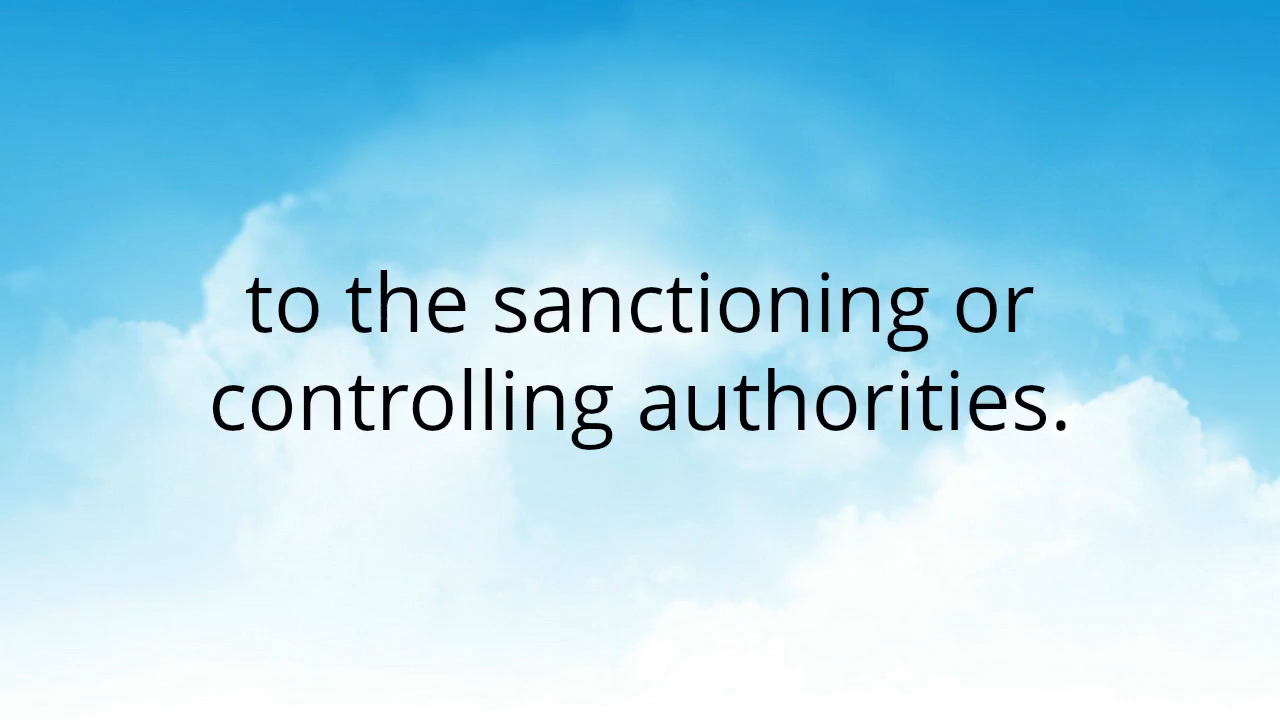 to the sanctioning or
controlling authorities.